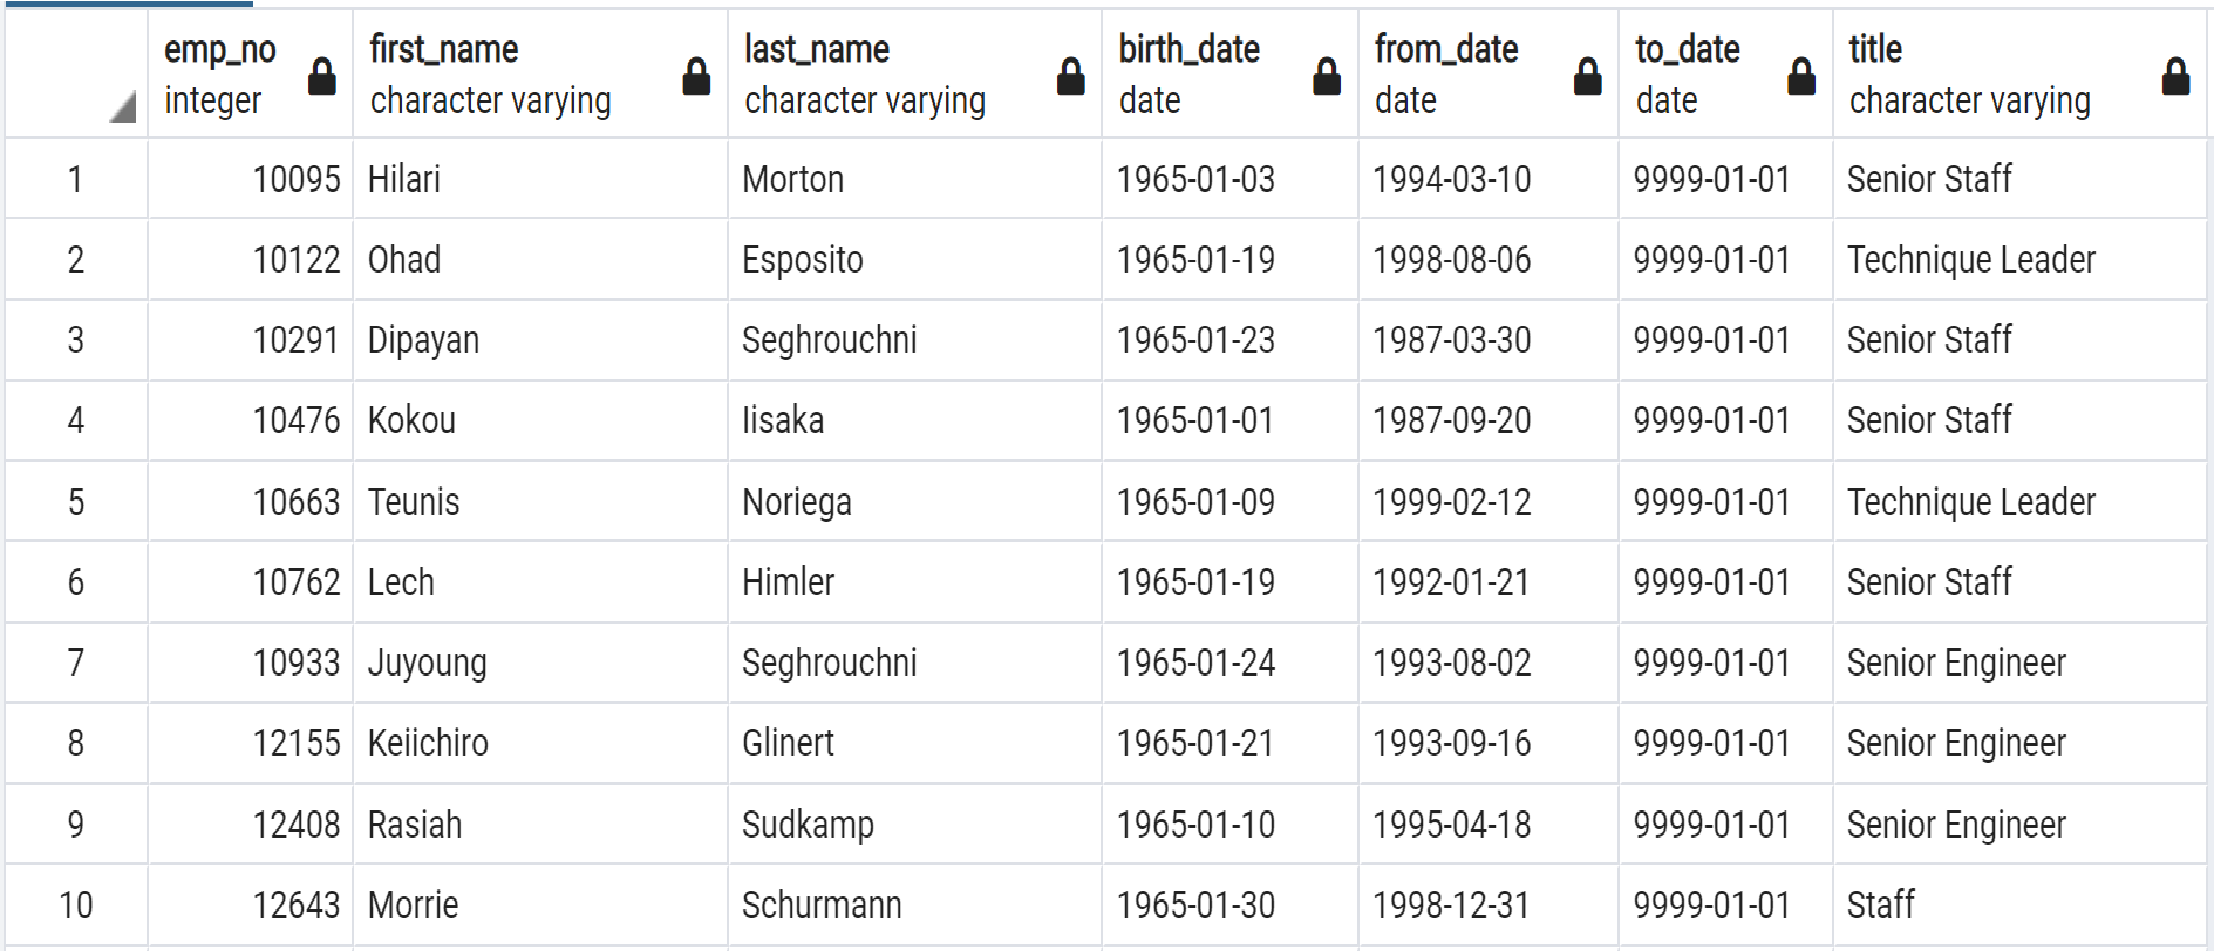 emp_no first_name last_name birth_date from_date to_date title
integer character varying character varying date date date character varying
1 10095 Hilari Morton 1965-01-03 1994-03-10 9999-01-01 Senior Staff
2 10122 Ohad Esposito 1965-01-19 1998-08-06 9999-01-01 Technique Leader
3 10291 Dipayan Seghrouchni 1965-01-23 1987-03-30 9999-01-01 Senior Staff
4 10476 Kokou Iisaka 1965-01-01 1987-09-20 9999-01-01 Senior Staff
5 10663 Teunis Noriega 1965-01-09 1999-02-12 9999-01-01 Technique Leader
6 10762 Lech Himler 1965-01-19 1992-01-21 9999-01-01 Senior Staff
7 10933 Juyoung Seghrouchni 1965-01-24 1993-08-02 9999-01-01 Senior Engineer
8 12155 Keiichiro Glinert 1965-01-21 1993-09-16 9999-01-01 Senior Engineer
9 12408 Rasiah Sudkamp 1965-01-10 1995-04-18 9999-01-01 Senior Engineer
10 12643 Morrie Schurmann 1965-01-30 1998-12-31 9999-01-01 Staff